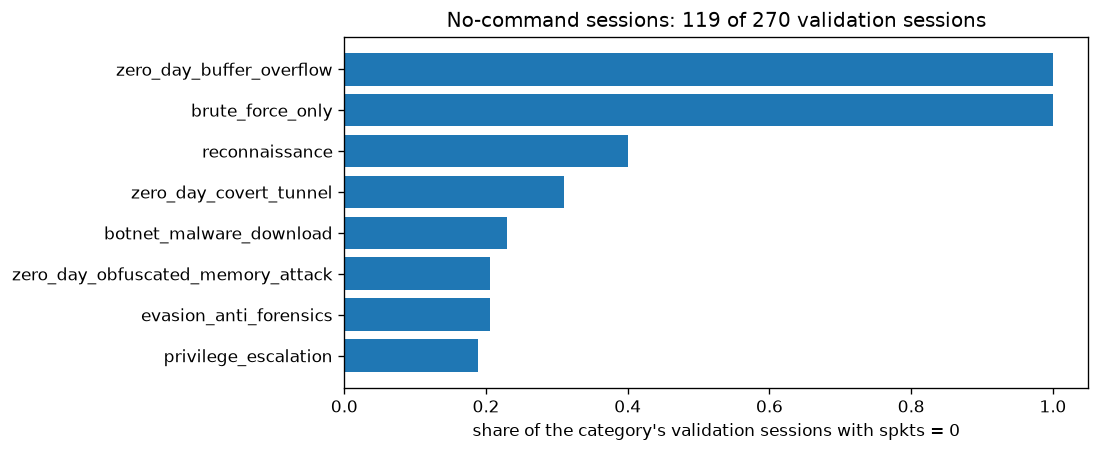 No-command sessions: 119 of 270 validation sessions
zero_day_buffer_overflow
brute_force_only
reconnaissance
zero_day_covert_tunnel
botnet_malware_download
zero_day_obfuscated_memory_attack
evasion_anti_forensics
privilege_escalation
0.0 0.2 0.4 0.6 0.8 1.0
share of the category's validation sessions with spkts = 0